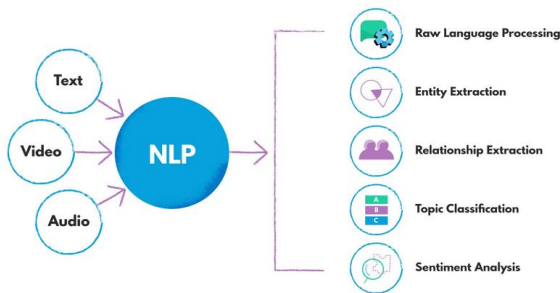 Text
Video
Audio
NLP
Raw Language Processing
Entity Extraction
Relationship Extraction
A
B
C
Topic Classification
Sentiment Analysis